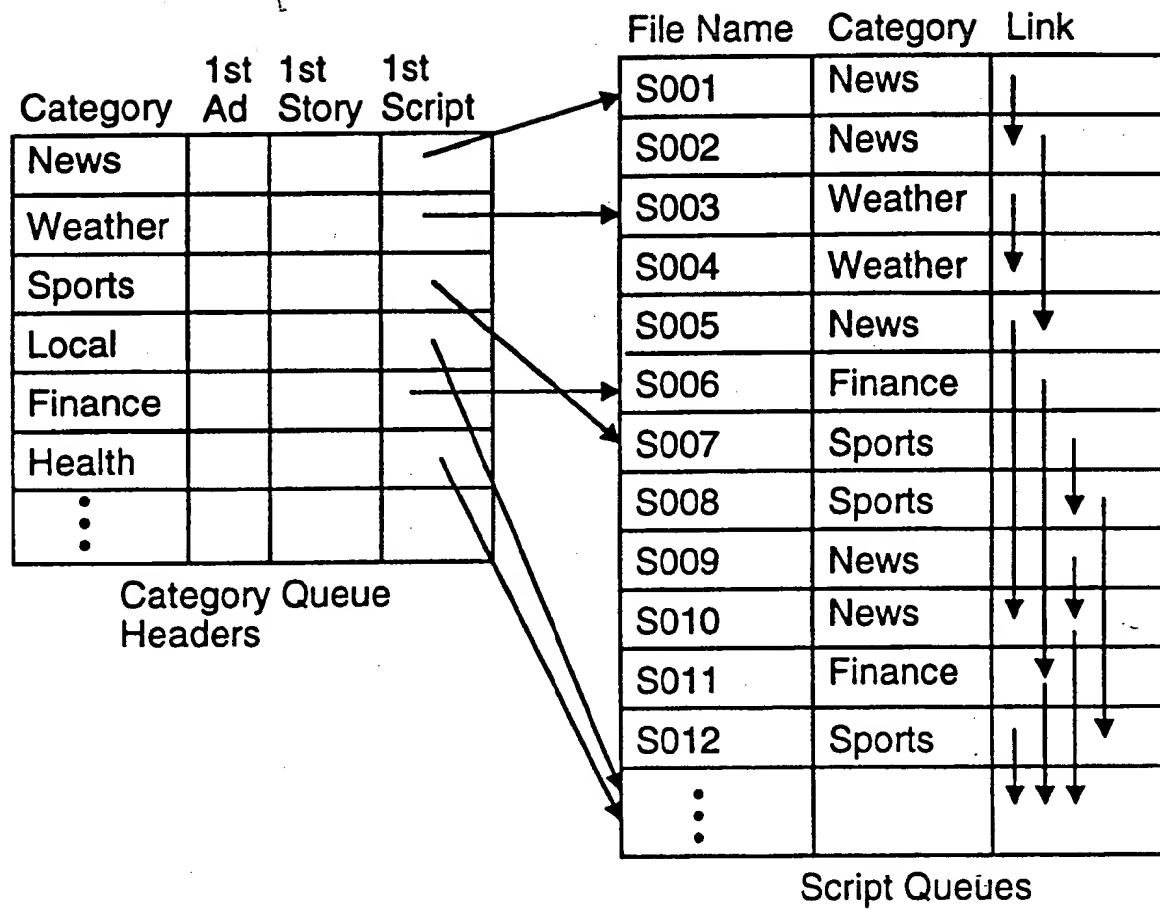 Category 1st Ad 1st Story 1st Script
News
Weather
Sports
Local
Finance
Health
Category Queue
Headers
File Name Category Link
S001 News
S002 News
S003 Weather
S004 Weather
S005 News
S006 Finance
S007 Sports
S008 Sports
S009 News
S010 News
S011 Finance
S012 Sports
Script Queues